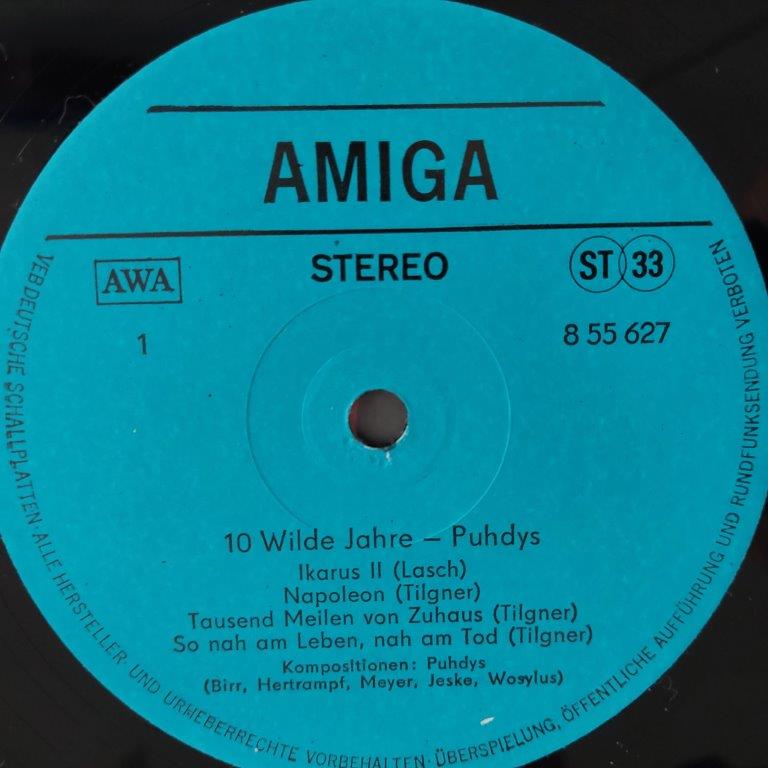 AMIGA
AWA
STEREO
ST 33
1
8 55 627
10 Wilde Jahre – Puhdys
Ikarus II (Lasch)
Napoleon (Tilgner)
Tausend Meilen von Zuhaus (Tilgner)
So nah am Leben, nah am Tod (Tilgner)
Kompositionen: Puhdys
(Birr, Hertrampf, Meyer, Jeske, Wosylus)
VEB DEUTSCHE SCHALLPLATTEN · ALLE HERSTELLER UND URHEBERRECHTE VORBEHALTEN · ÜBERSPIELUNG, ÖFFENTLICHE AUFFÜHRUNG UND RUNDFUNKSENDUNG VERBOTEN